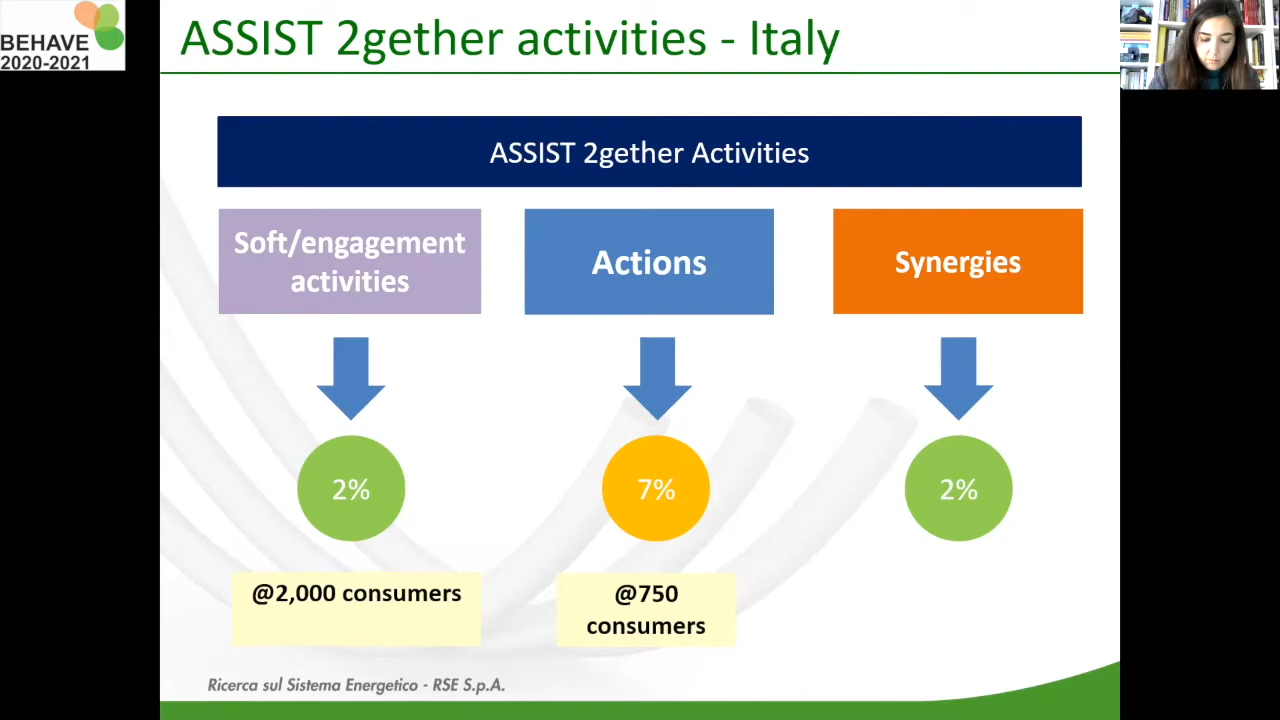 BEHAVE
2020-2021
ASSIST 2gether activities - Italy
ASSIST 2gether Activities
Soft/engagement
activities
Actions
Synergies
2%
7%
2%
@2,000 consumers
@750
consumers
Ricerca sul Sistema Energetico - RSE S.p.A.